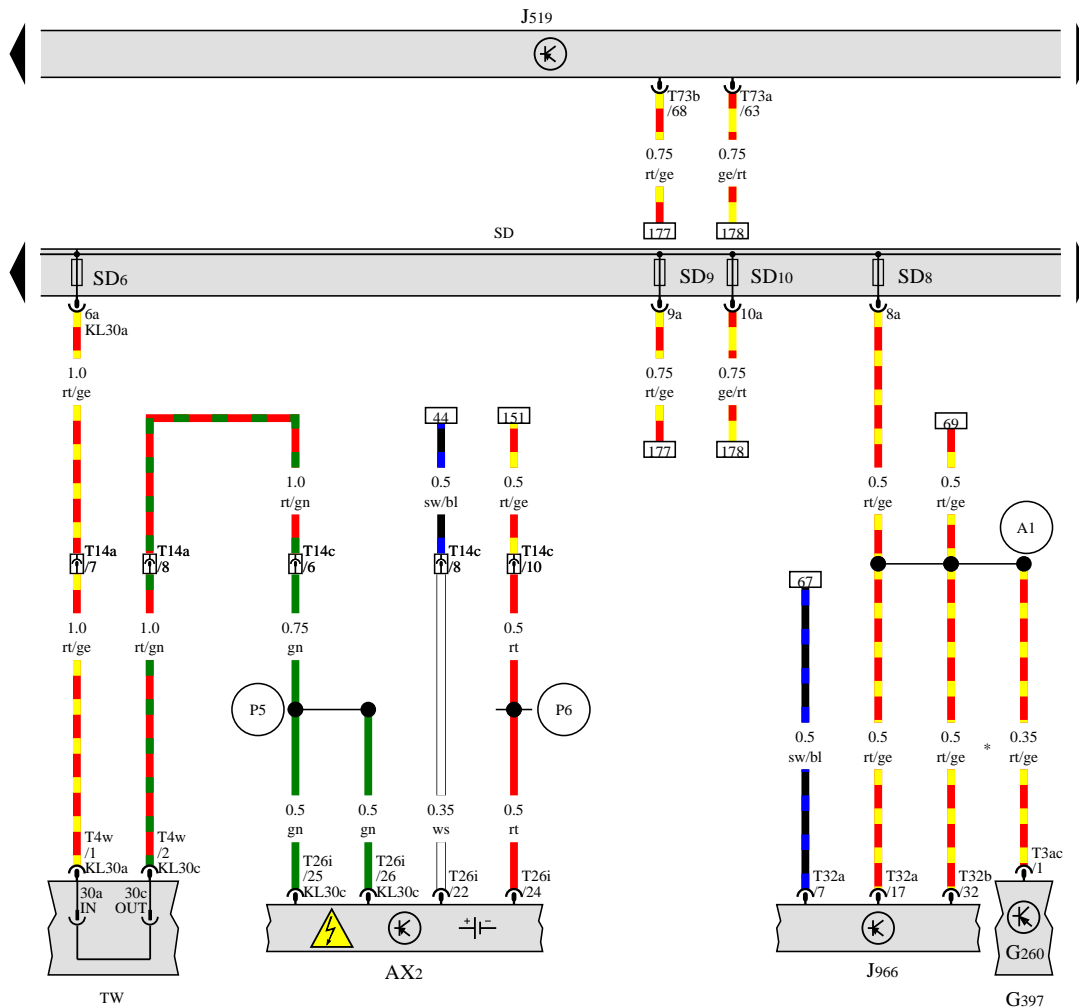 J519
T73b
/68
T73a
/63
0.75
rt/ge
0.75
ge/rt
177
178
SD
SD6
SD9
SD10
SD8
6a
KL30a
9a
10a
8a
1.0
rt/ge
0.75
rt/ge
0.75
ge/rt
44
151
69
177
178
1.0
rt/gn
0.5
sw/bl
0.5
rt/ge
0.5
rt/ge
0.5
rt/ge
A1
T14a
/7
T14a
/8
T14c
/6
T14c
/8
T14c
/10
67
1.0
rt/ge
1.0
rt/gn
0.75
gn
0.5
rt
P5
P6
0.5
sw/bl
0.5
rt/ge
0.5
rt/ge
*
0.35
rt/ge
0.5
gn
0.5
gn
0.35
ws
0.5
rt
T4w
/1
KL30a
T4w
/2
KL30c
T26i
/25
KL30c
T26i
/26
KL30c
T26i
/22
T26i
/24
T32a
/7
T32a
/17
T32b
/32
T3ac
/1
30a
IN
30c
OUT
+ −
G260
TW
AX2
J966
G397